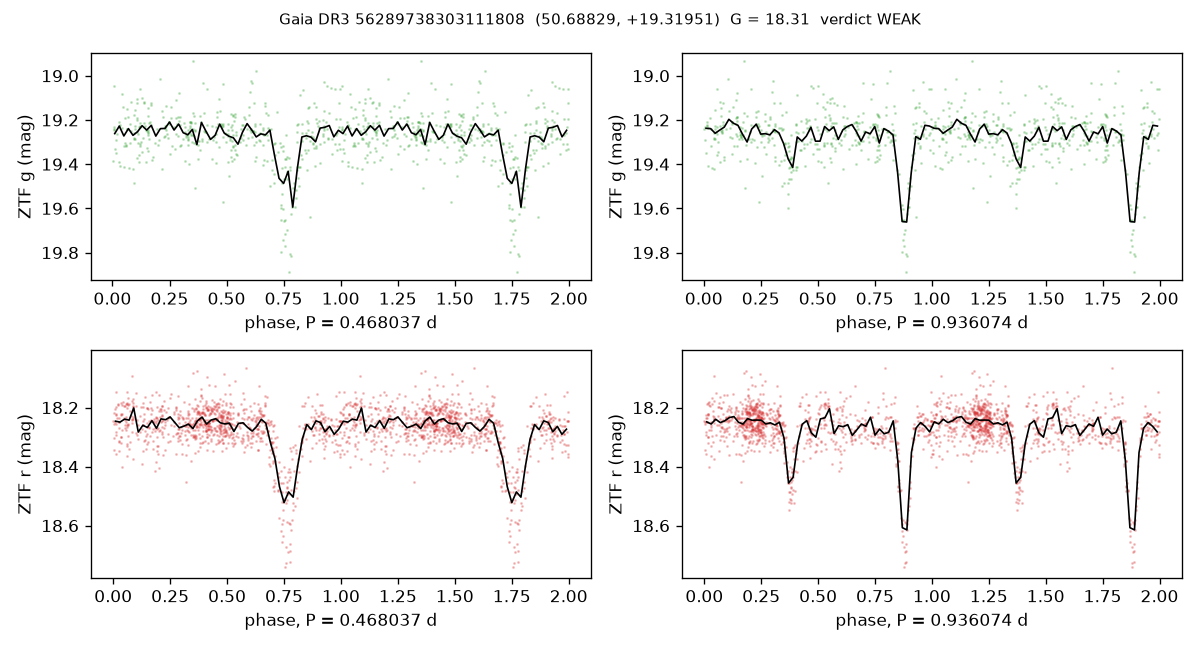 Gaia DR3 56289738303111808 (50.68829, +19.31951) G = 18.31 verdict WEAK
ZTF g (mag)
19.0
19.2
19.4
19.6
19.8
0.00 0.25 0.50 0.75 1.00 1.25 1.50 1.75 2.00
phase, P = 0.468037 d
ZTF g (mag)
19.0
19.2
19.4
19.6
19.8
0.00 0.25 0.50 0.75 1.00 1.25 1.50 1.75 2.00
phase, P = 0.936074 d
ZTF r (mag)
18.2
18.4
18.6
0.00 0.25 0.50 0.75 1.00 1.25 1.50 1.75 2.00
phase, P = 0.468037 d
ZTF r (mag)
18.2
18.4
18.6
0.00 0.25 0.50 0.75 1.00 1.25 1.50 1.75 2.00
phase, P = 0.936074 d